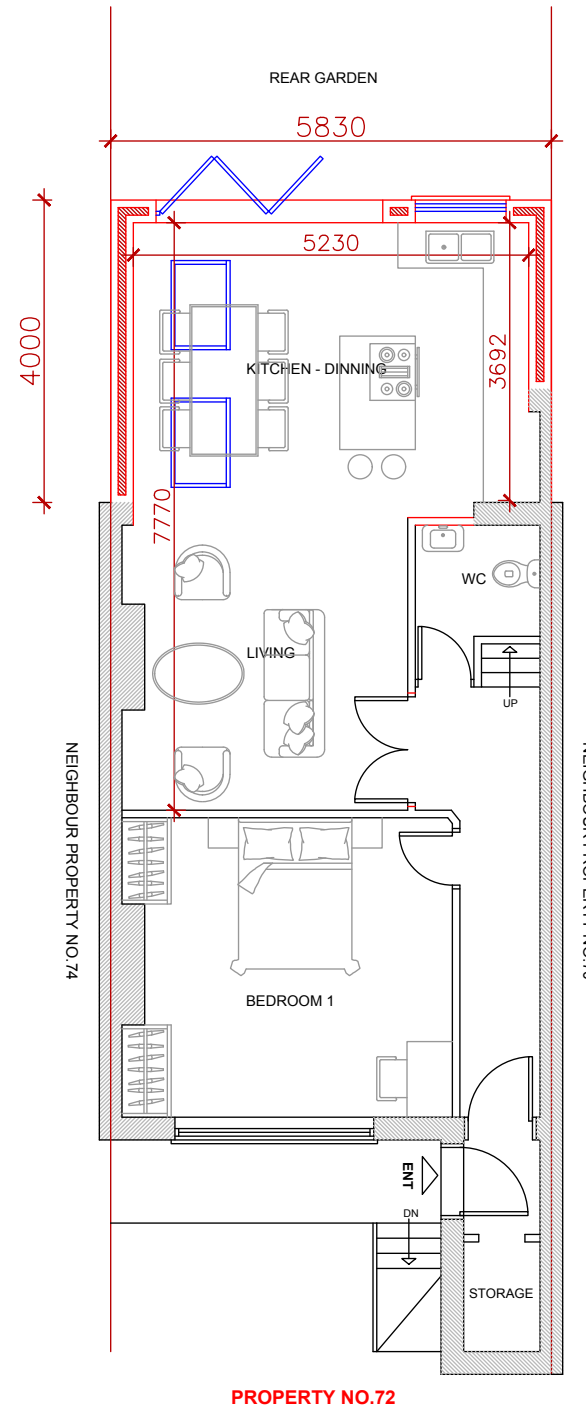 REAR GARDEN
5830
5230
4000
3692
KITCHEN - DINNING
7770
WC
LIVING
UP
NEIGHBOUR PROPERTY NO.74
BEDROOM 1
ENT
DN
STORAGE
PROPERTY NO.72